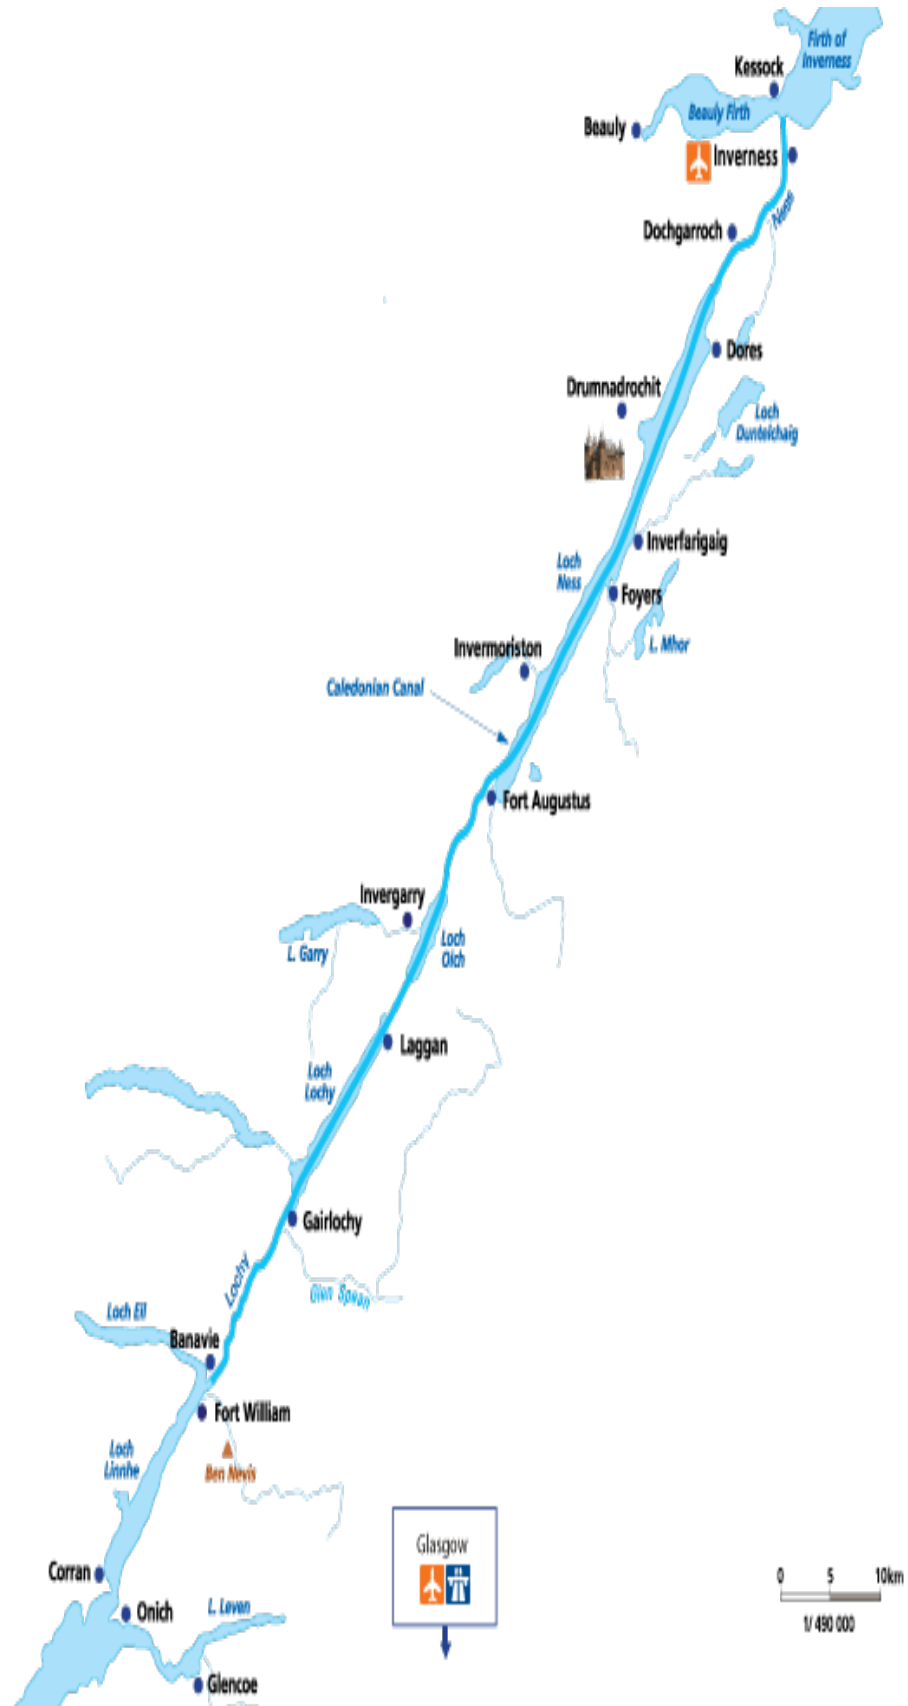 Firth of
Inverness
Kessock
Beauly Firth
Beauly
Inverness
Ness
Dochgarroch
Dores
Drumnadrochit
Loch
Duntelchaig
Inverfarigaig
Loch
Ness
Foyers
L. Mhor
Invermoriston
Caledonian Canal
Fort Augustus
Invergarry
L. Garry
Loch
Oich
Laggan
Loch
Lochy
Gairlochy
Lochy
Glen Spean
Loch Eil
Banavie
Fort William
Loch
Linnhe
Ben Nevis
Glasgow
Corran
Onich
L. Leven
Glencoe
0 5 10km
1/ 490 000